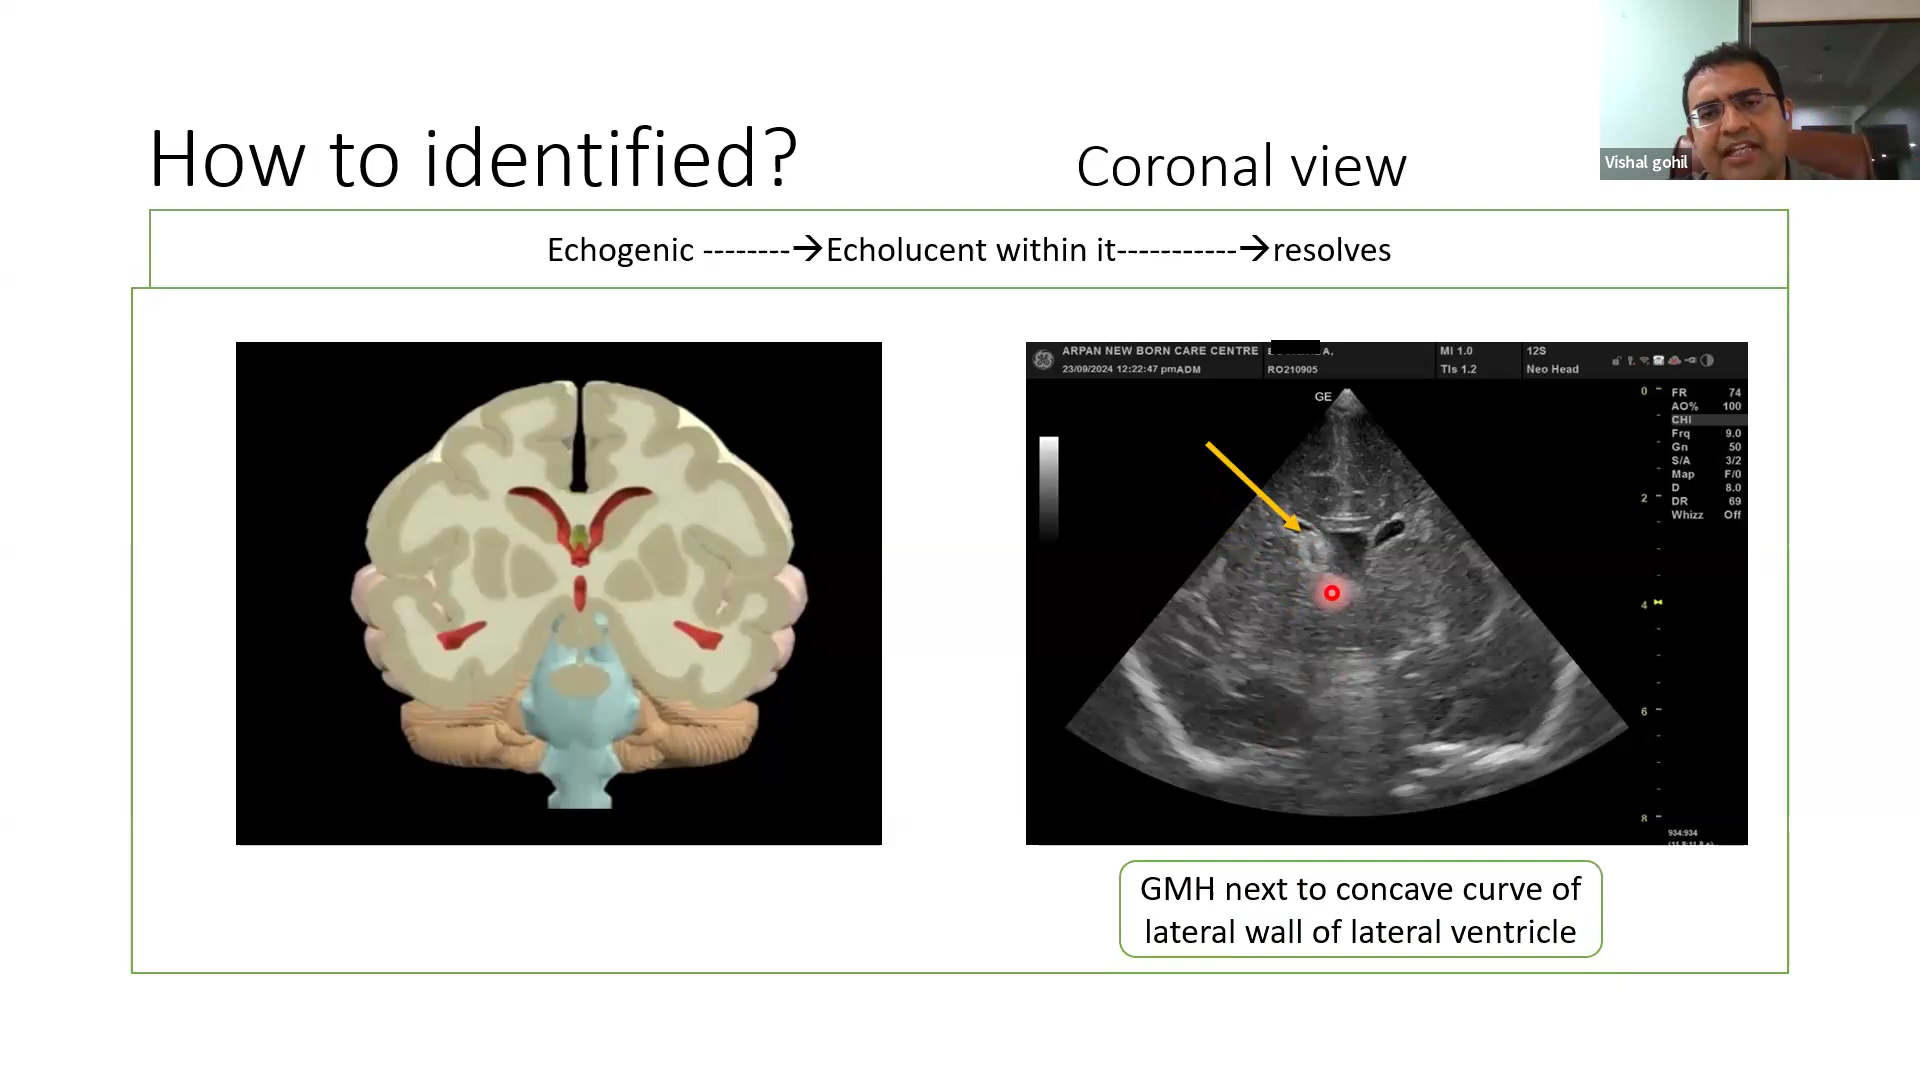 Vishal gohil
How to identified?
Coronal view
Echogenic --------→Echolucent within it-----------→resolves
ARPAN NEW BORN CARE CENTRE
23/09/2024 12:22:47 pmADM
A,
RO210905
MI 1.0
TIs 1.2
12S
Neo Head
GE
0
2
4
6
8
FR 74
AO% 100
CHI
Frq 9.0
Gn 50
S/A 3/2
Map F/0
D 8.0
DR 69
Whizz Off
934:934
GMH next to concave curve of
lateral wall of lateral ventricle